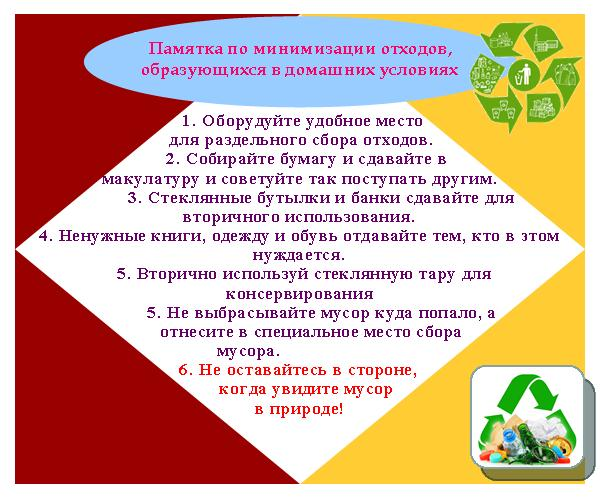 Памятка по минимизации отходов,
образующихся в домашних условиях
1. Оборудуйте удобное место
для раздельного сбора отходов.
2. Собирайте бумагу и сдавайте в
макулатуру и советуйте так поступать другим.
3. Стеклянные бутылки и банки сдавайте для
вторичного использования.
4. Ненужные книги, одежду и обувь отдавайте тем, кто в этом
нуждается.
5. Вторично используй стеклянную тару для
консервирования
5. Не выбрасывайте мусор куда попало, а
отнесите в специальное место сбора
мусора.
6. Не оставайтесь в стороне,
когда увидите мусор
в природе!